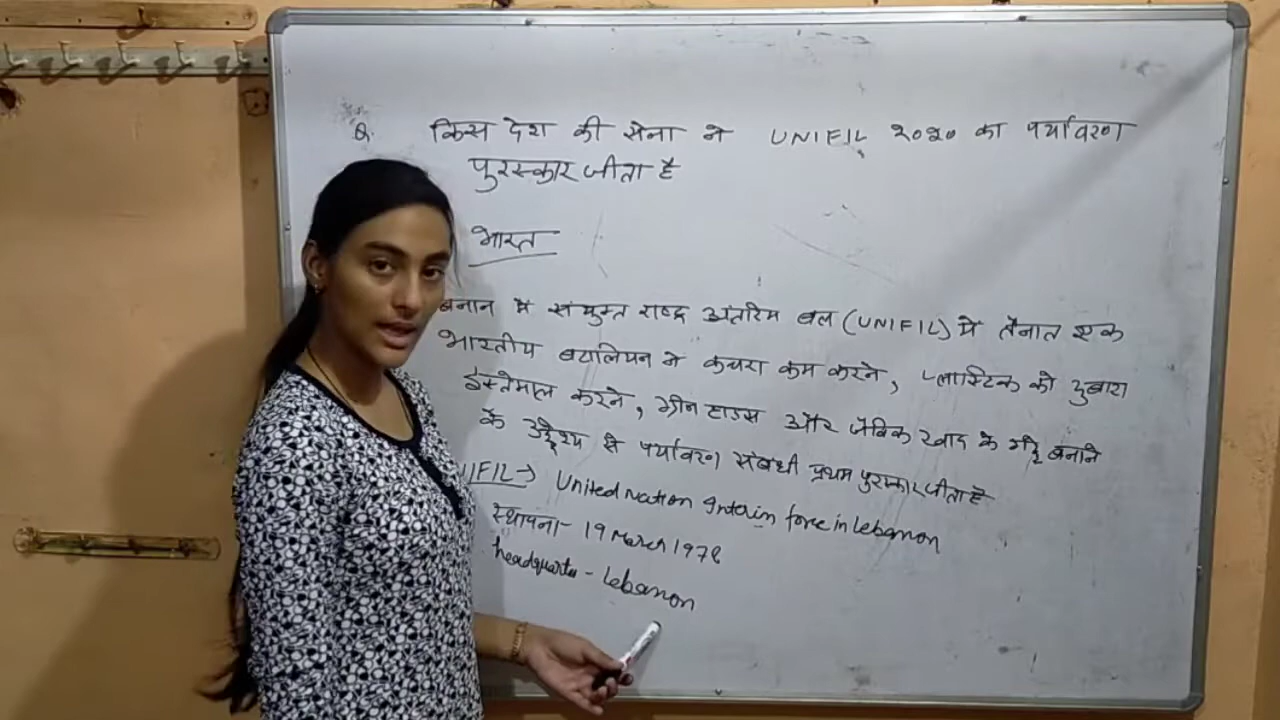 Q. किस देश की सेना ने UNIFIL २०२० का पर्यावरण
पुरस्कार जीता है
भारत
बनान मे संयुक्त राष्ट्र अंतरिम बल (UNIFIL) मे तैनात एक
भारतीय बटालियन ने कचरा कम करने, प्लास्टिक को दुबारा
इस्तेमाल करने, ग्रीन हाउस और जैविक खाद के गड्ढे बनाने
के उद्देश्य से पर्यावरण संबंधी प्रथम पुरस्कार जीता है
IFIL → United Nation Interim force in Lebanon
स्थापना - 19 March 1978
headquarter - Lebanon